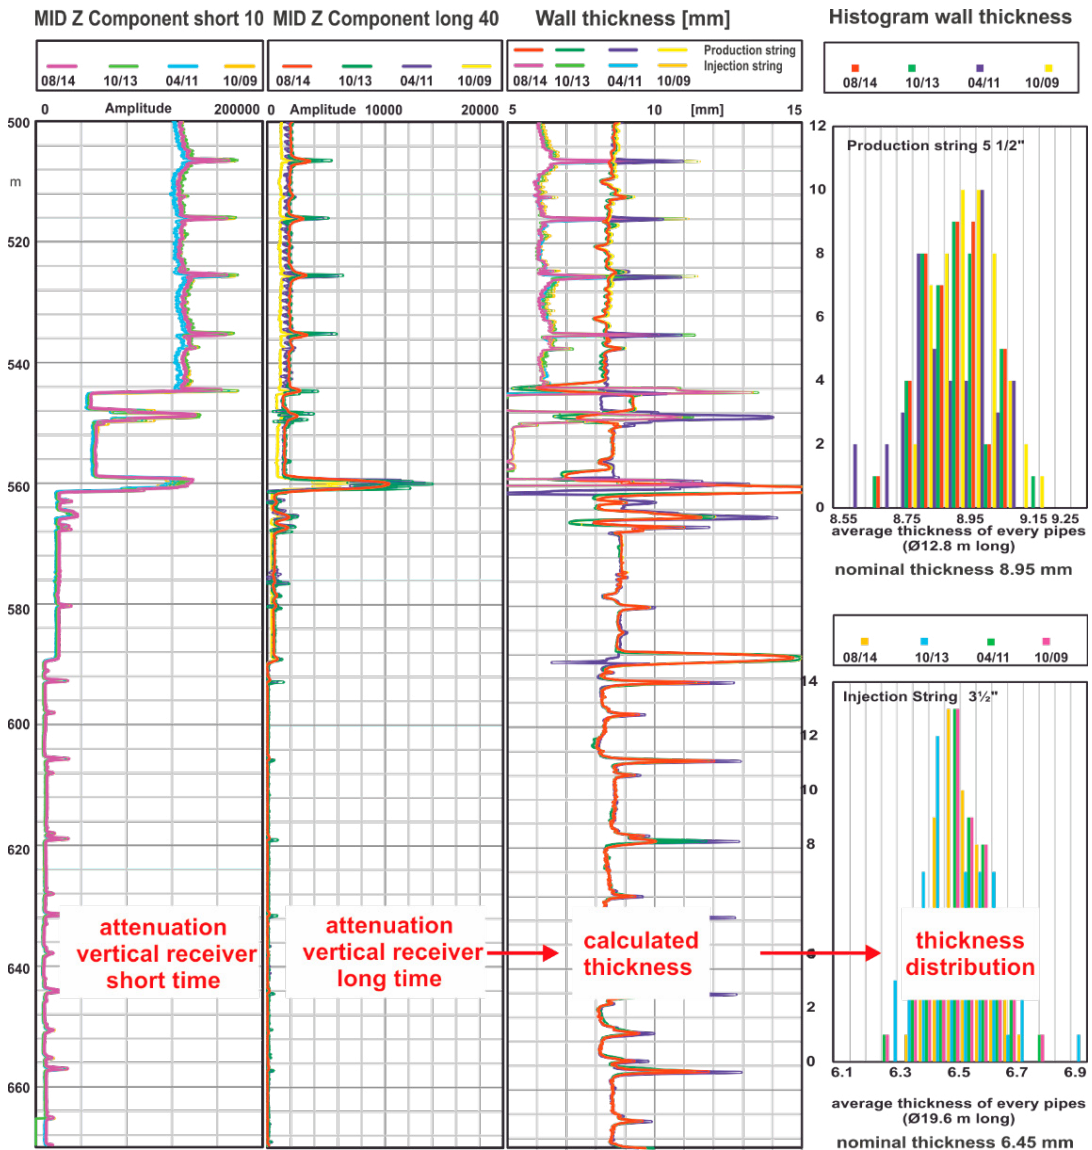 MID Z Component short 10 MID Z Component long 40 Wall thickness [mm] Histogram wall thickness
Production string
Injection string
08/14 10/13 04/11 10/09
08/14 10/13 04/11 10/09
08/14 10/13 04/11 10/09
08/14 10/13 04/11 10/09
0 Amplitude 200000
0 Amplitude 10000 20000
5 10 [mm] 15
500
m
520
540
560
580
600
620
640
660
12
10
8
6
4
2
0
Production string 5 1/2"
8.55 8.75 8.95 9.15 9.25
average thickness of every pipes
(Ø12.8 m long)
nominal thickness 8.95 mm
08/14 10/13 04/11 10/09
14
12
10
8
2
0
Injection String 3½"
6.1 6.3 6.5 6.7 6.9
average thickness of every pipes
(Ø19.6 m long)
nominal thickness 6.45 mm
attenuation
vertical receiver
short time
attenuation
vertical receiver
long time
calculated
thickness
thickness
distribution